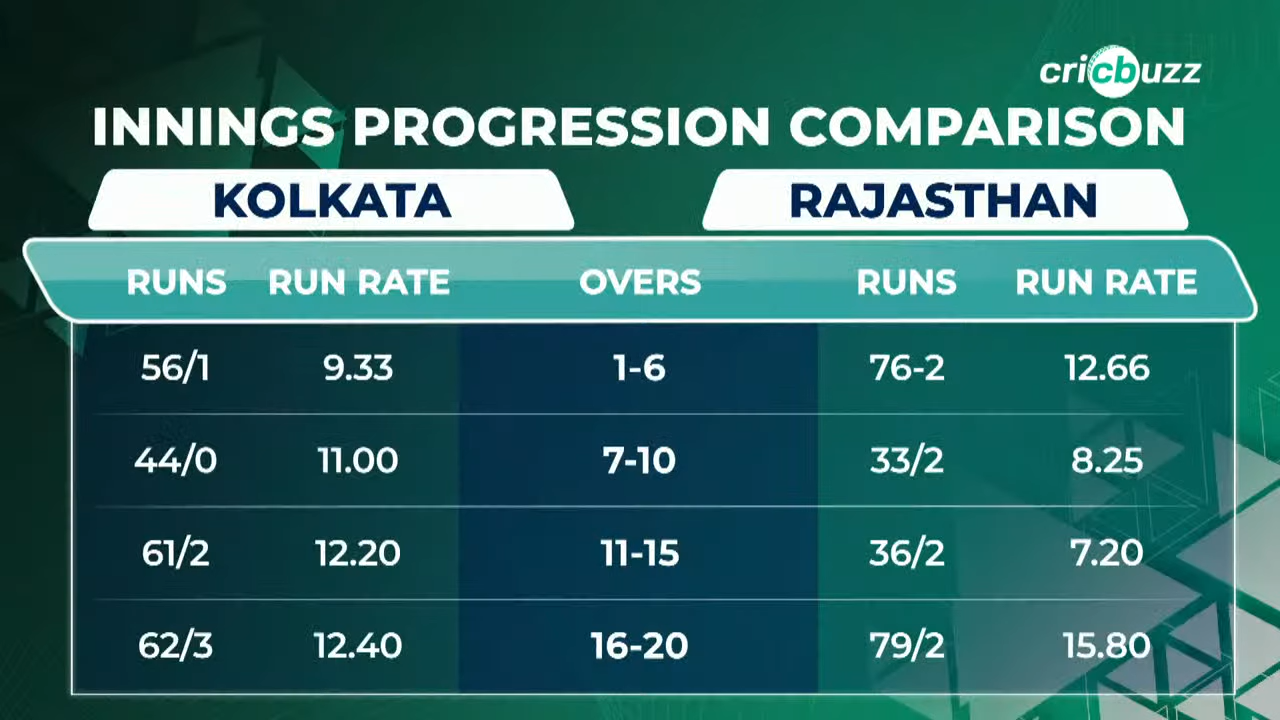 cricbuzz
INNINGS PROGRESSION COMPARISON
KOLKATA RAJASTHAN
RUNS RUN RATE OVERS RUNS RUN RATE
56/1 9.33 1-6 76-2 12.66
44/0 11.00 7-10 33/2 8.25
61/2 12.20 11-15 36/2 7.20
62/3 12.40 16-20 79/2 15.80